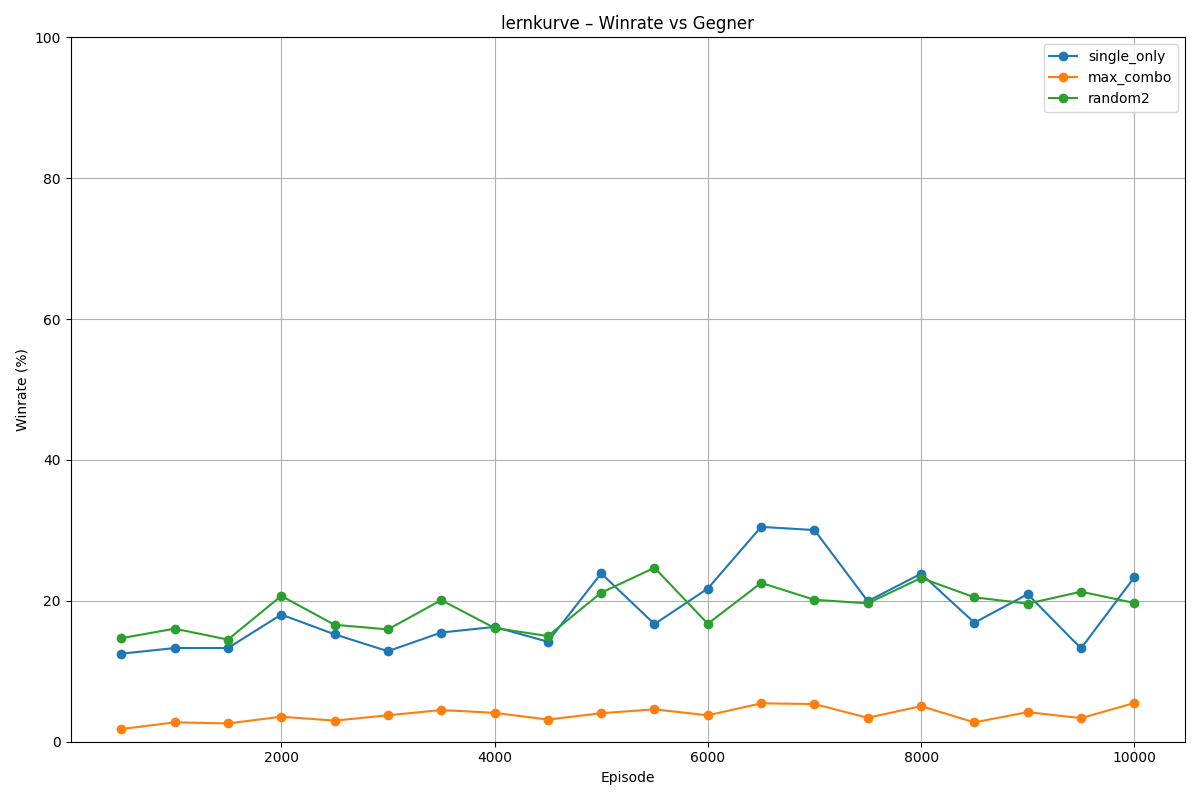 lernkurve – Winrate vs Gegner
single_only
max_combo
random2
Winrate (%)
100
80
60
40
20
0
2000
4000
6000
8000
10000
Episode